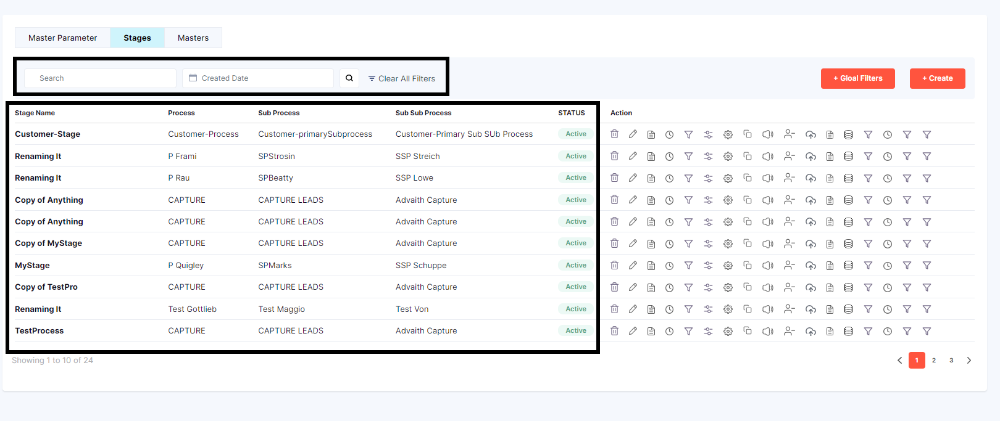 Master Parameter Stages Masters
Search Created Date Clear All Filters + Gloal Filters + Create
Stage Name Process Sub Process Sub Sub Process STATUS Action
Customer-Stage Customer-Process Customer-primarySubprocess Customer-Primary Sub SUb Process Active
Renaming It P Frami SPStrosin SSP Streich Active
Renaming It P Rau SPBeatty SSP Lowe Active
Copy of Anything CAPTURE CAPTURE LEADS Advaith Capture Active
Copy of Anything CAPTURE CAPTURE LEADS Advaith Capture Active
Copy of MyStage CAPTURE CAPTURE LEADS Advaith Capture Active
MyStage P Quigley SPMarks SSP Schuppe Active
Copy of TestPro CAPTURE CAPTURE LEADS Advaith Capture Active
Renaming It Test Gottlieb Test Maggio Test Von Active
TestProcess CAPTURE CAPTURE LEADS Advaith Capture Active
Showing 1 to 10 of 24 1 2 3